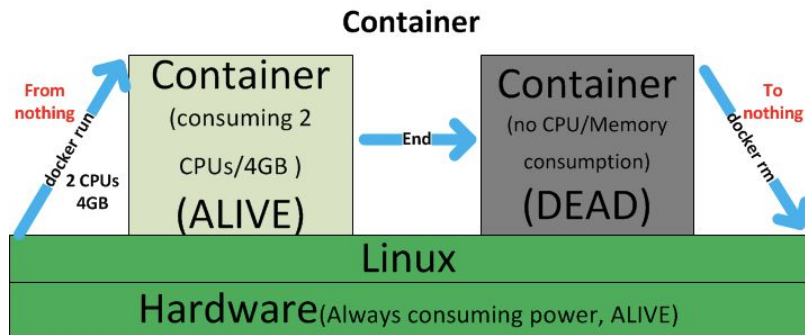 Container
From
nothing
docker run
2 CPUs
4GB
Container
(consuming 2
CPUs/4GB )
(ALIVE)
End
Container
(no CPU/Memory
consumption)
(DEAD)
To
nothing
docker rm
Linux
Hardware(Always consuming power, ALIVE)